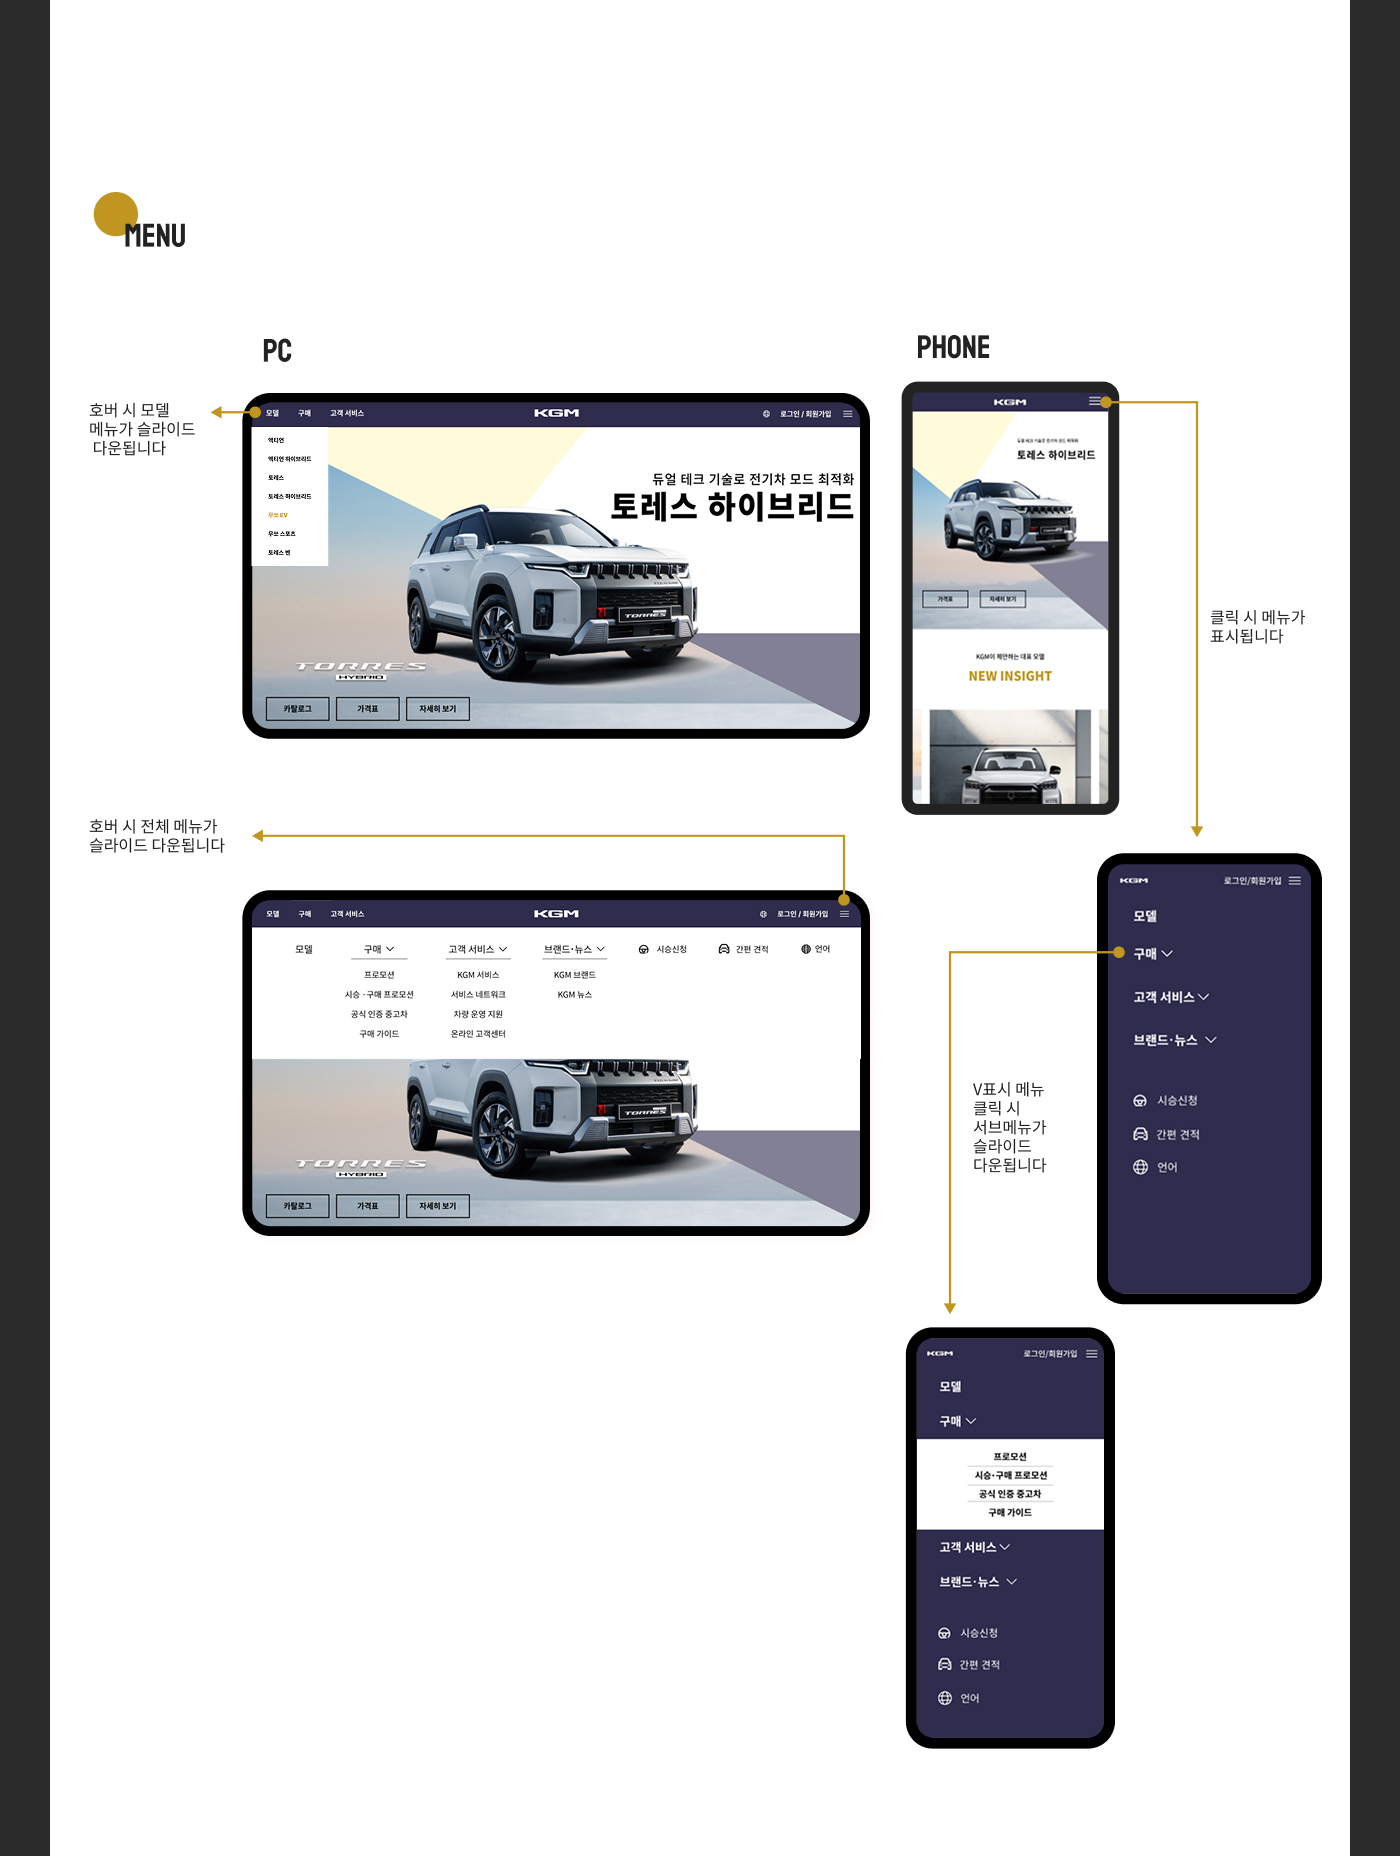 MENU
PC
호버 시 모델
메뉴가 슬라이드
다운됩니다
모델 구매 고객 서비스 KGM 로그인 / 회원가입
액티언
액티언 하이브리드
토레스
토레스 하이브리드
무쏘 EV
무쏘 스포츠
토레스 밴
듀얼 테크 기술로 전기차 모드 최적화
토레스 하이브리드
TORRES
TORRES
HYBRID
카탈로그 가격표 자세히 보기
PHONE
KGM
듀얼 테크 기술로 전기차 모드 최적화
토레스 하이브리드
가격표 자세히 보기
KGM이 제안하는 대표 모델
NEW INSIGHT
클릭 시 메뉴가
표시됩니다
호버 시 전체 메뉴가
슬라이드 다운됩니다
모델 구매 고객 서비스 KGM 로그인 / 회원가입
모델 구매 고객 서비스 브랜드·뉴스 시승신청 간편 견적 언어
프로모션 KGM 서비스 KGM 브랜드
시승 ·구매 프로모션 서비스 네트워크 KGM 뉴스
공식 인증 중고차 차량 운영 지원
구매 가이드 온라인 고객센터
TORRES
TORRES
HYBRID
카탈로그 가격표 자세히 보기
KGM 로그인/회원가입
모델
구매
고객 서비스
브랜드·뉴스
시승신청
간편 견적
언어
V표시 메뉴
클릭 시
서브메뉴가
슬라이드
다운됩니다
KGM 로그인/회원가입
모델
구매
프로모션
시승·구매 프로모션
공식 인증 중고차
구매 가이드
고객 서비스
브랜드·뉴스
시승신청
간편 견적
언어